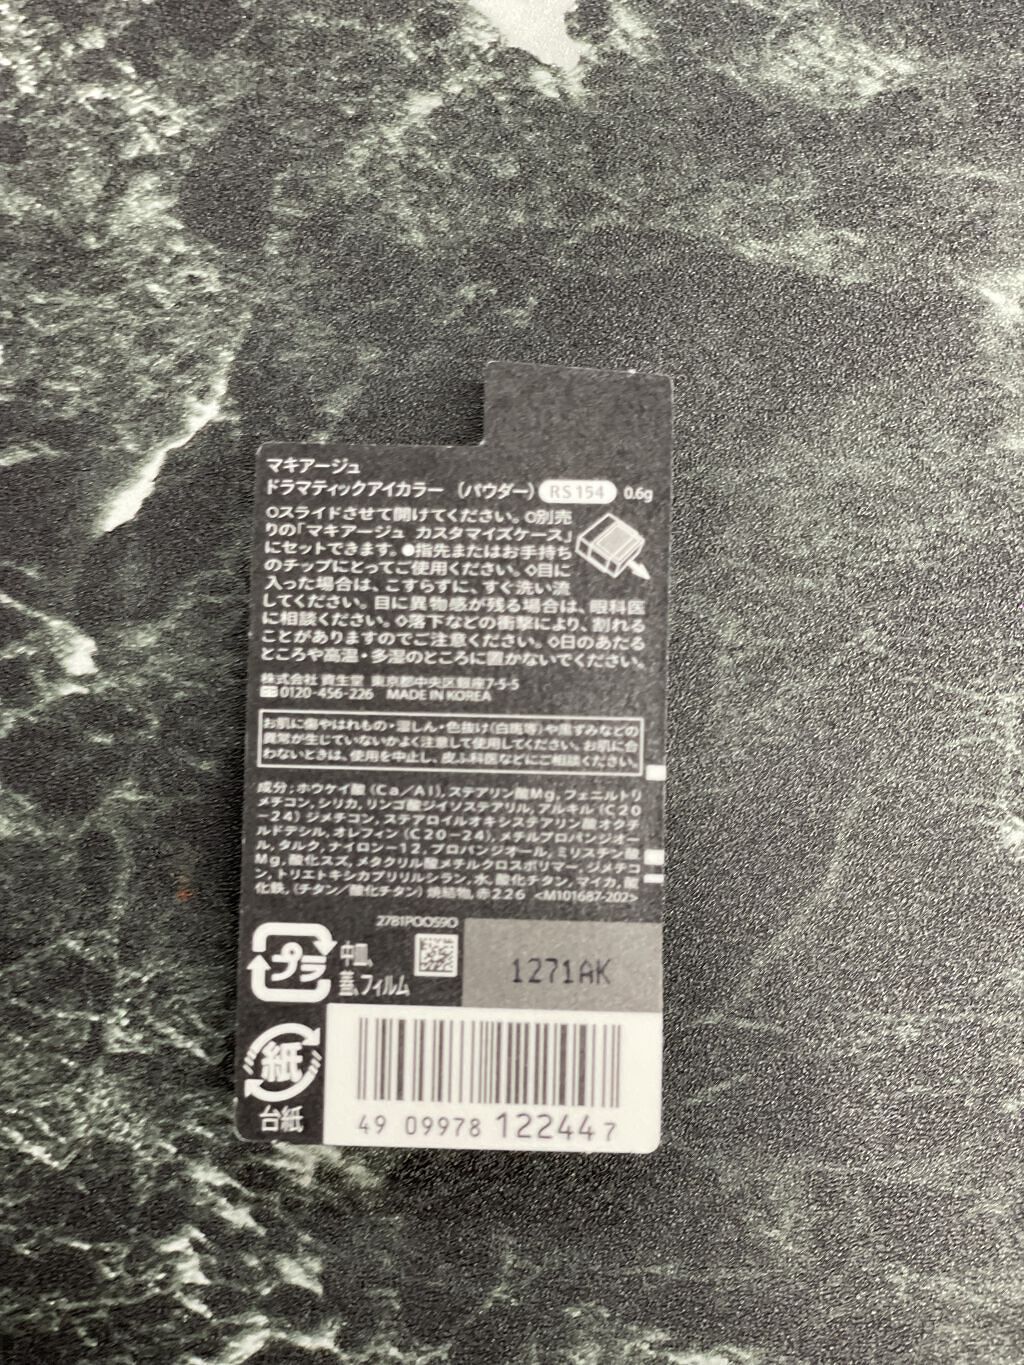 マキアージュ
ドラマティックアイカラー (パウダー) RS154 0.6g
○スライドさせて開けてください。○別売
りの「マキアージュ カスタマイズケース」
にセットできます。●指先またはお手持ち
のチップにとってご使用ください。◇目に
入った場合は、こすらずに、すぐ洗い流
してください。目に異物感が残る場合は、眼科医
に相談ください。◇落下などの衝撃により、割れる
ことがありますのでご注意ください。◇日のあたる
ところや高温・多湿のところに置かないでください。
株式会社 資生堂 東京都中央区銀座7-5-5
0120-456-226 MADE IN KOREA
お肌に傷やはれもの・湿しん・色抜け(白斑等)や黒ずみなどの
異常が生じていないかよく注意して使用してください。お肌に合
わないときは、使用を中止し、皮ふ科医などにご相談ください。
成分:ホウケイ酸(Ca/Al), ステアリン酸Mg, フェニルトリ
メチコン, シリカ, リンゴ酸ジイソステアリル, アルキル(C20
-24)ジメチコン, ステアロイルオキシステアリン酸オクチ
ルドデシル, オレフィン(C20-24), メチルプロパンジオー
ル, タルク, ナイロン-12, プロパンジオール, ミリスチン酸
Mg, 酸化スズ, メタクリル酸メチルクロスポリマー, ジメチコ
ン, トリエトキシカプリリルシラン, 水, 酸化チタン, マイカ, 酸
化鉄, (チタン/酸化チタン)焼結物, 赤226 <M101687-202>
2781P00590
プラ
中皿、
蓋、フィルム
1271AK
紙
台紙
49 09978 122447